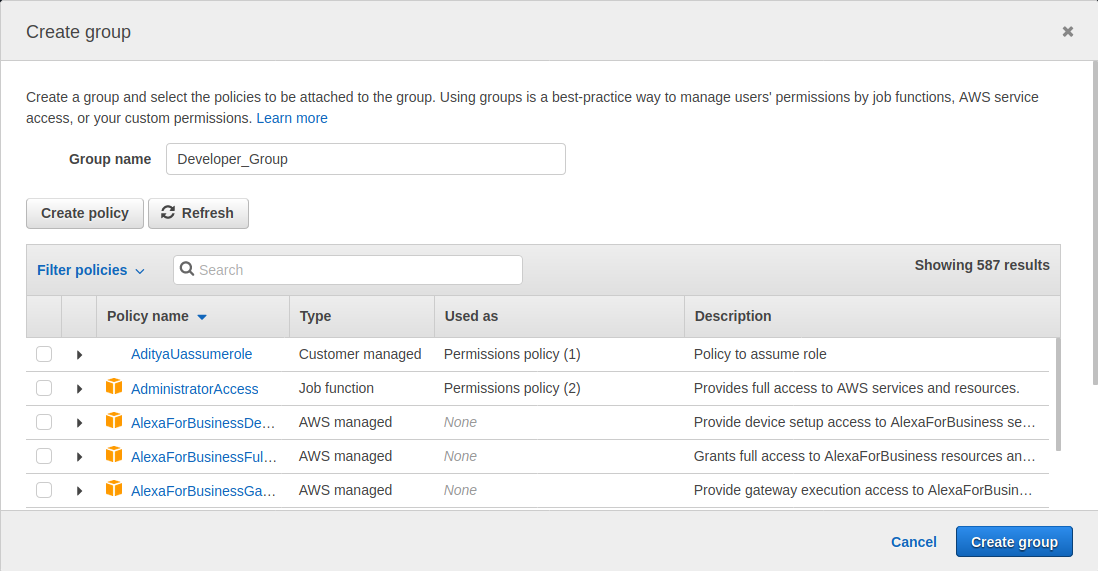 Create group
Create a group and select the policies to be attached to the group. Using groups is a best-practice way to manage users' permissions by job functions, AWS service
access, or your custom permissions. Learn more
Group name Developer_Group
Create policy Refresh
Filter policies Search Showing 587 results
Policy name Type Used as Description
AdityaUassumerole Customer managed Permissions policy (1) Policy to assume role
AdministratorAccess Job function Permissions policy (2) Provides full access to AWS services and resources.
AlexaForBusinessDe… AWS managed None Provide device setup access to AlexaForBusiness se…
AlexaForBusinessFul… AWS managed None Grants full access to AlexaForBusiness resources an…
AlexaForBusinessGa… AWS managed None Provide gateway execution access to AlexaForBusin…
Cancel Create group